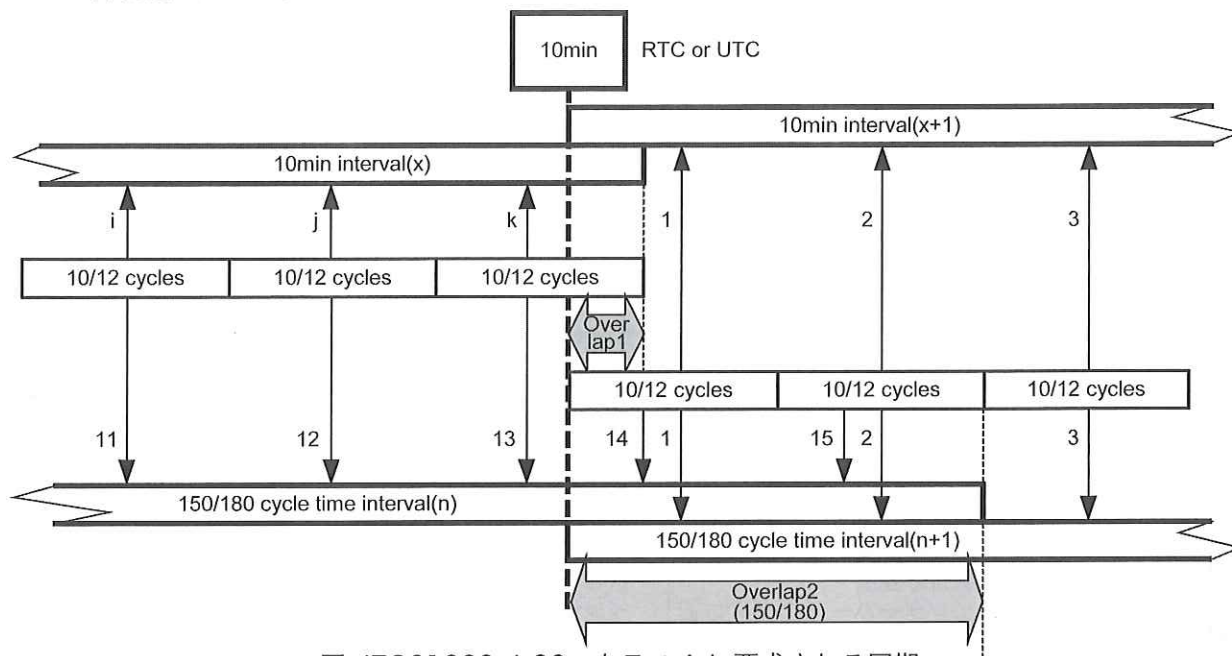 10min RTC or UTC
10min interval(x+1)
10min interval(x)
i j k 1 2 3
10/12 cycles 10/12 cycles 10/12 cycles
Over
lap1
10/12 cycles 10/12 cycles 10/12 cycles
11 12 13 14 1 15 2 3
150/180 cycle time interval(n)
150/180 cycle time interval(n+1)
Overlap2
(150/180)